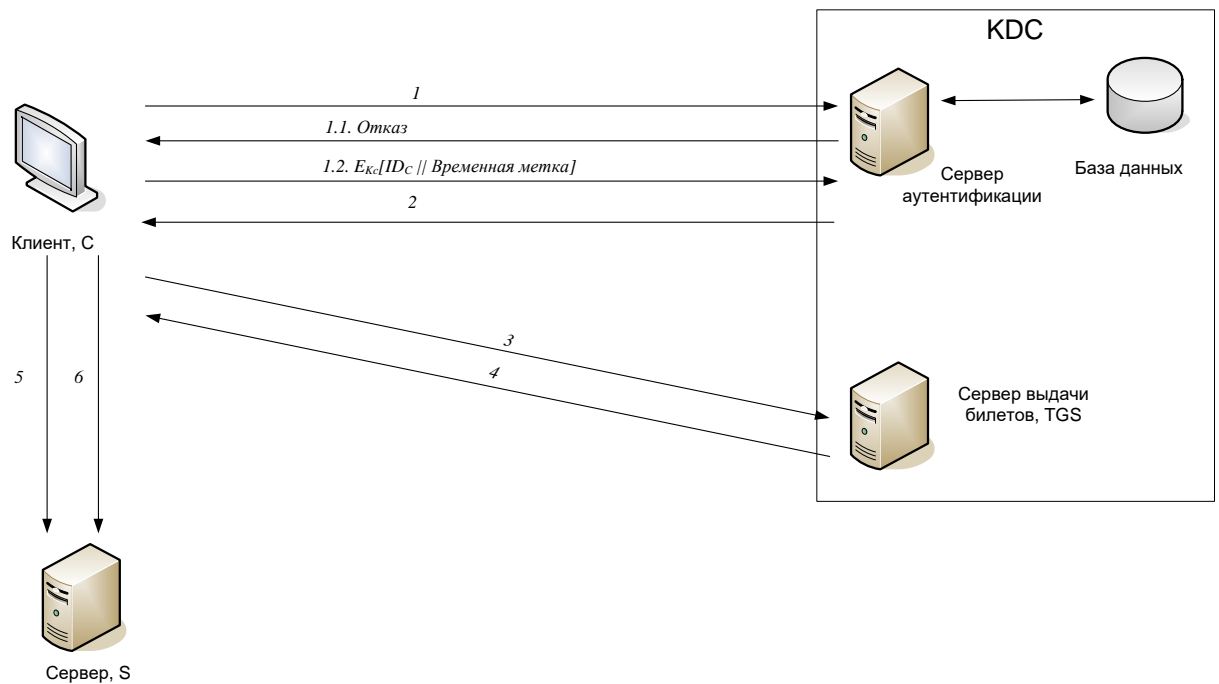 KDC
1
1.1. Отказ
1.2. EKc[IDC || Временная метка]
2
Сервер
аутентификации
База данных
Клиент, С
3
4
5
6
Сервер выдачи
билетов, TGS
Сервер, S